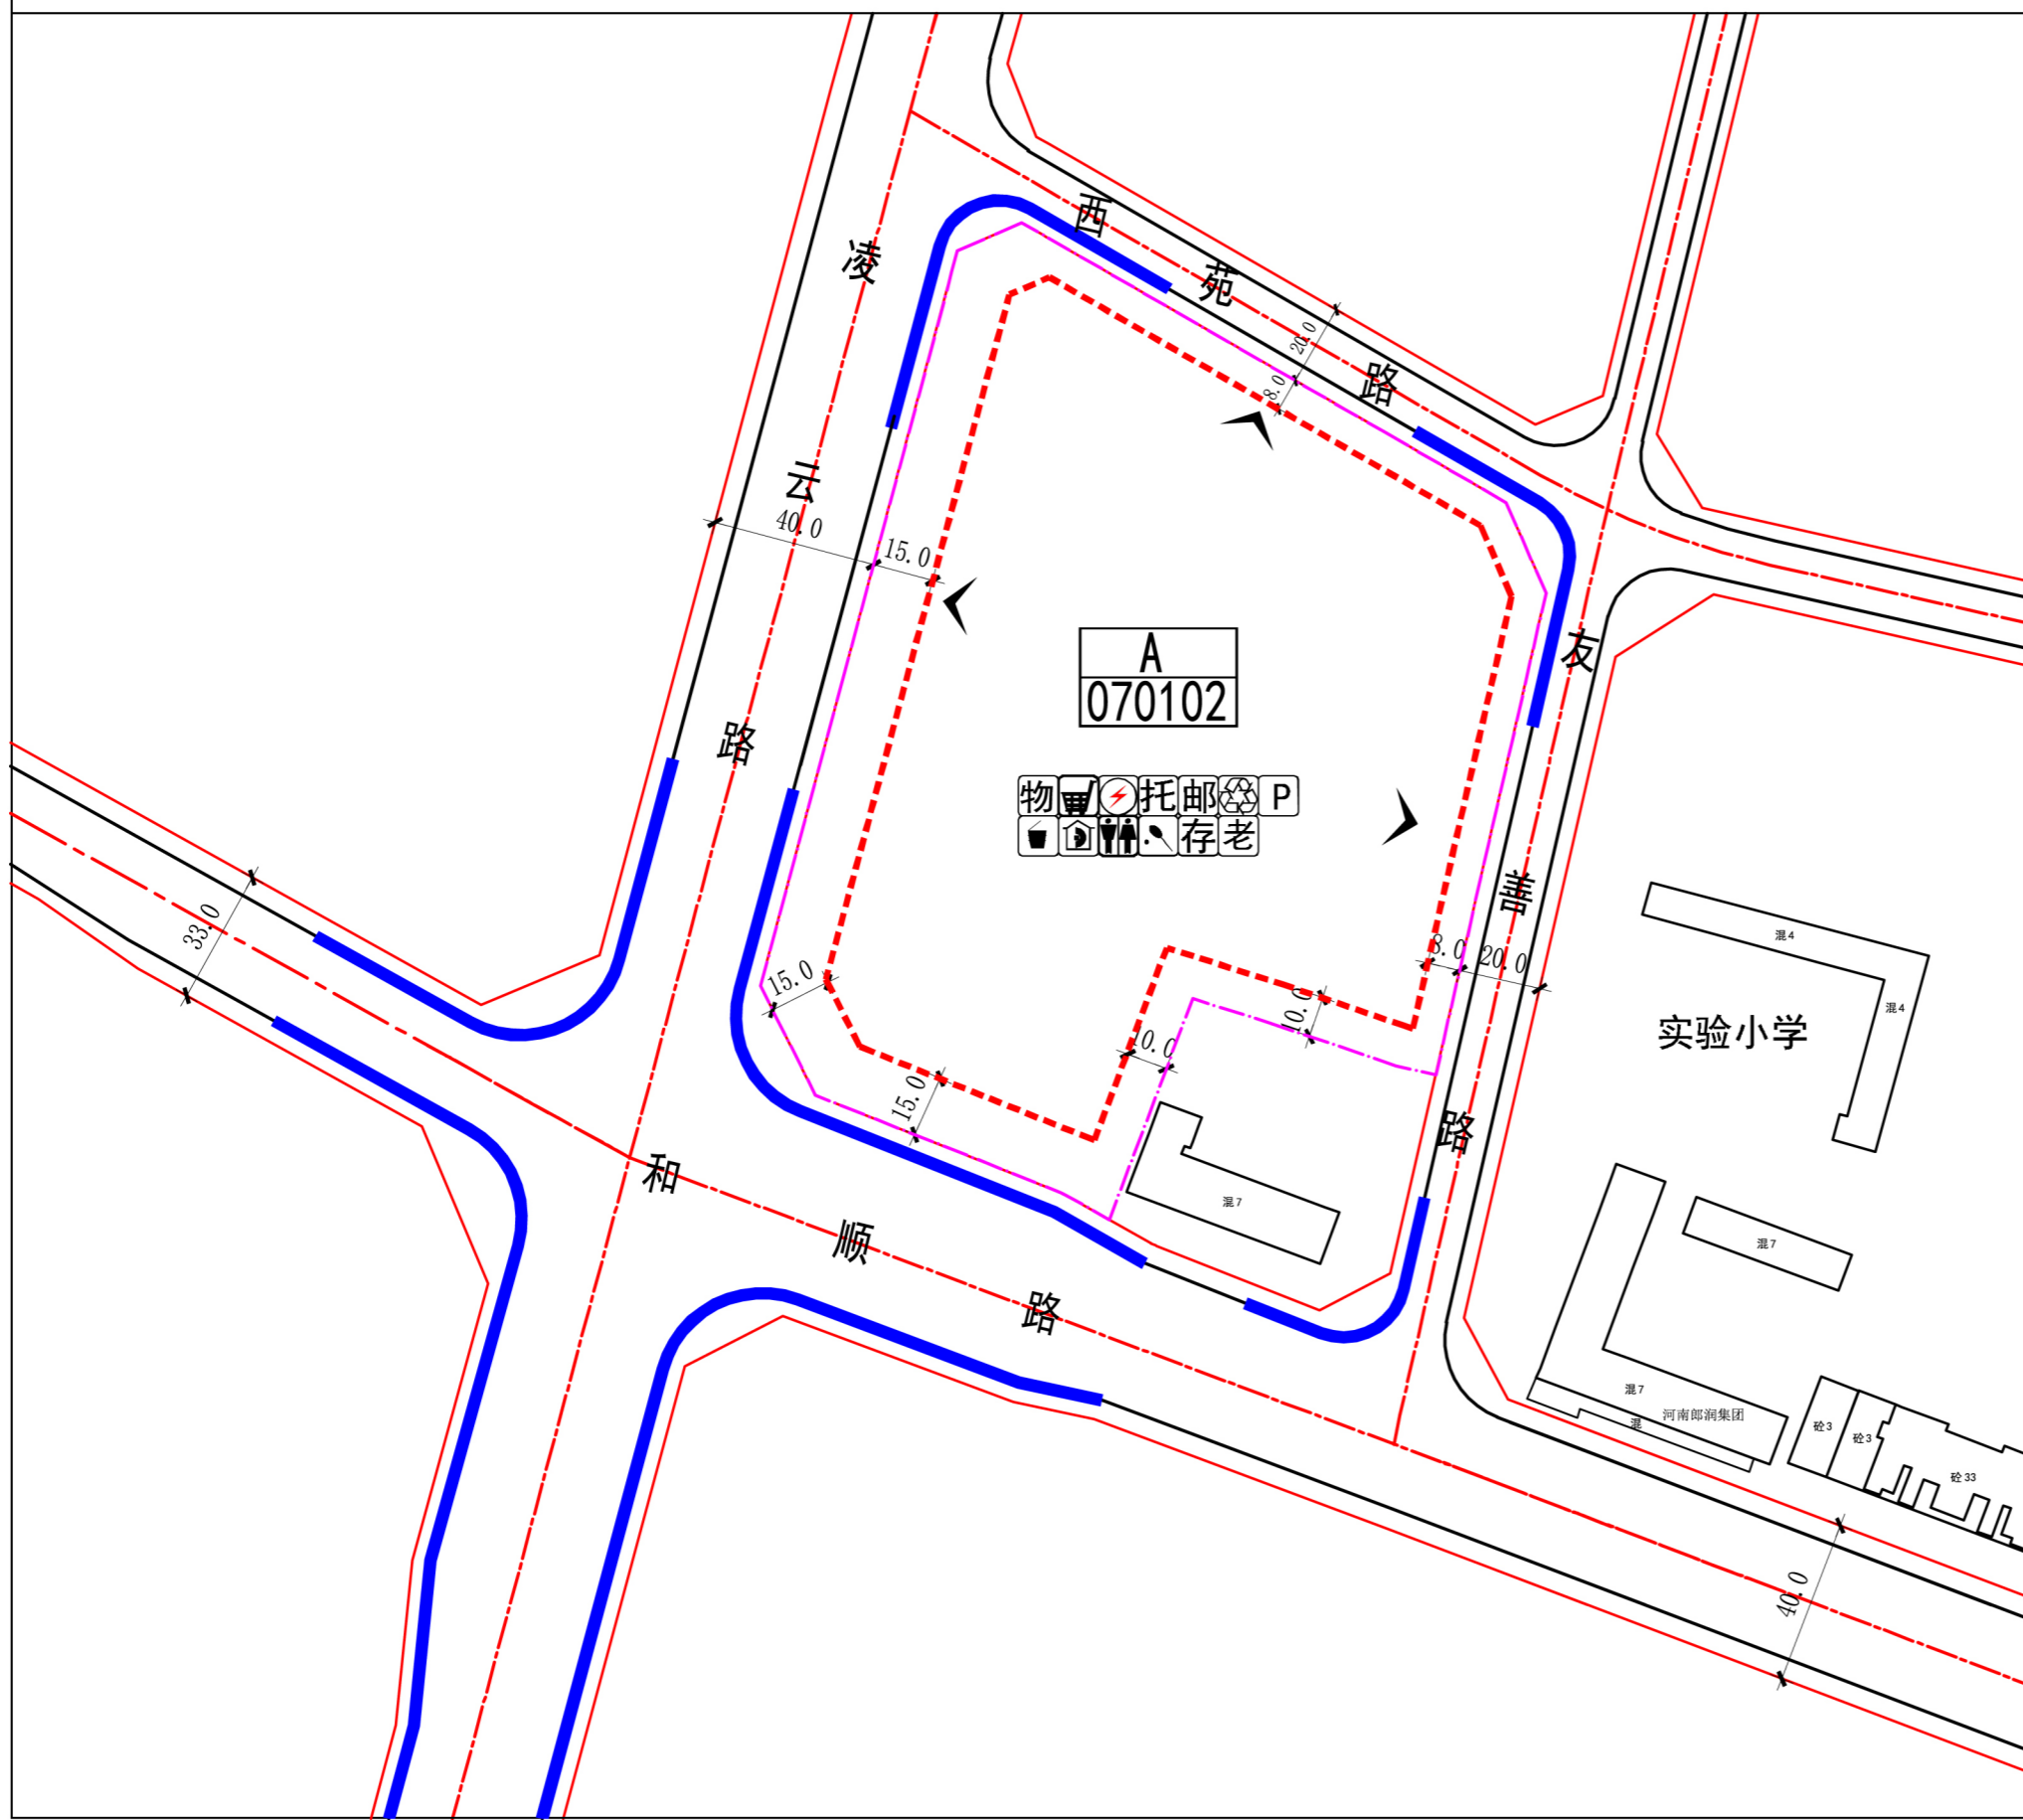 西苑路
凌云路
友善路
和顺路
20.0
8.0
40.0
15.0
A
070102
物 托 邮 P
存 老
33.0
15.0
15.0
10.0
10.0
8.0
20.0
混4
混4
实验小学
混7
混7
混7
河南郎润集团
混
砼3
砼3
砼33
40.0